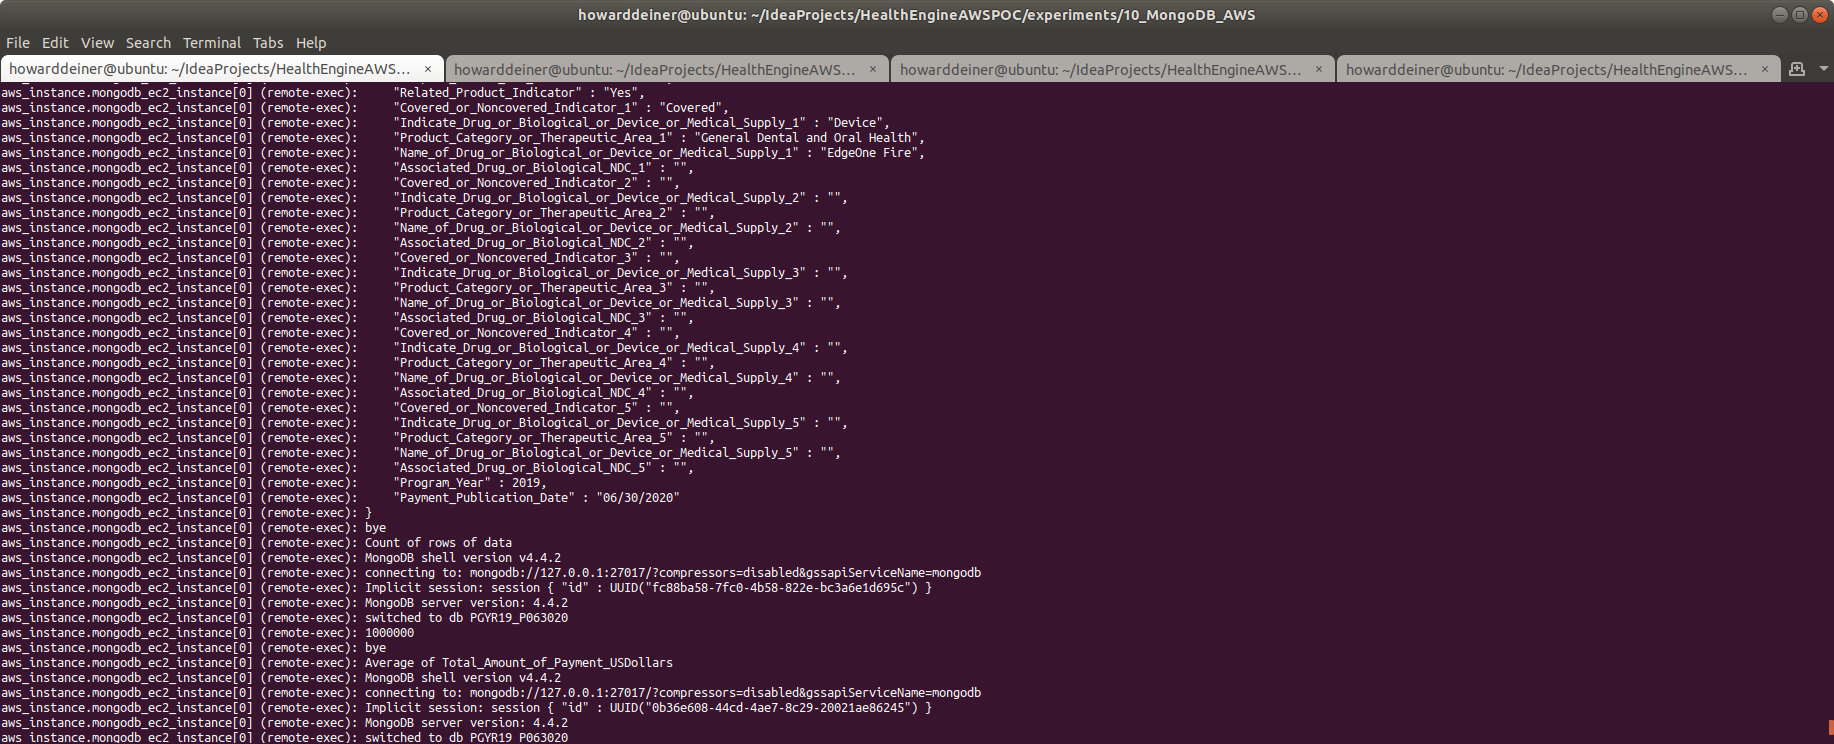 howarddeiner@ubuntu: ~/IdeaProjects/HealthEngineAWSPOC/experiments/10_MongoDB_AWS
File Edit View Search Terminal Tabs Help
howarddeiner@ubuntu: ~/IdeaProjects/HealthEngineAWS... × howarddeiner@ubuntu: ~/IdeaProjects/HealthEngineAWS... × howarddeiner@ubuntu: ~/IdeaProjects/HealthEngineAWS... × howarddeiner@ubuntu: ~/IdeaProjects/HealthEngineAWS... ×
aws_instance.mongodb_ec2_instance[0] (remote-exec):     "Related_Product_Indicator" : "Yes",
aws_instance.mongodb_ec2_instance[0] (remote-exec):     "Covered_or_Noncovered_Indicator_1" : "Covered",
aws_instance.mongodb_ec2_instance[0] (remote-exec):     "Indicate_Drug_or_Biological_or_Device_or_Medical_Supply_1" : "Device",
aws_instance.mongodb_ec2_instance[0] (remote-exec):     "Product_Category_or_Therapeutic_Area_1" : "General Dental and Oral Health",
aws_instance.mongodb_ec2_instance[0] (remote-exec):     "Name_of_Drug_or_Biological_or_Device_or_Medical_Supply_1" : "EdgeOne Fire",
aws_instance.mongodb_ec2_instance[0] (remote-exec):     "Associated_Drug_or_Biological_NDC_1" : "",
aws_instance.mongodb_ec2_instance[0] (remote-exec):     "Covered_or_Noncovered_Indicator_2" : "",
aws_instance.mongodb_ec2_instance[0] (remote-exec):     "Indicate_Drug_or_Biological_or_Device_or_Medical_Supply_2" : "",
aws_instance.mongodb_ec2_instance[0] (remote-exec):     "Product_Category_or_Therapeutic_Area_2" : "",
aws_instance.mongodb_ec2_instance[0] (remote-exec):     "Name_of_Drug_or_Biological_or_Device_or_Medical_Supply_2" : "",
aws_instance.mongodb_ec2_instance[0] (remote-exec):     "Associated_Drug_or_Biological_NDC_2" : "",
aws_instance.mongodb_ec2_instance[0] (remote-exec):     "Covered_or_Noncovered_Indicator_3" : "",
aws_instance.mongodb_ec2_instance[0] (remote-exec):     "Indicate_Drug_or_Biological_or_Device_or_Medical_Supply_3" : "",
aws_instance.mongodb_ec2_instance[0] (remote-exec):     "Product_Category_or_Therapeutic_Area_3" : "",
aws_instance.mongodb_ec2_instance[0] (remote-exec):     "Name_of_Drug_or_Biological_or_Device_or_Medical_Supply_3" : "",
aws_instance.mongodb_ec2_instance[0] (remote-exec):     "Associated_Drug_or_Biological_NDC_3" : "",
aws_instance.mongodb_ec2_instance[0] (remote-exec):     "Covered_or_Noncovered_Indicator_4" : "",
aws_instance.mongodb_ec2_instance[0] (remote-exec):     "Indicate_Drug_or_Biological_or_Device_or_Medical_Supply_4" : "",
aws_instance.mongodb_ec2_instance[0] (remote-exec):     "Product_Category_or_Therapeutic_Area_4" : "",
aws_instance.mongodb_ec2_instance[0] (remote-exec):     "Name_of_Drug_or_Biological_or_Device_or_Medical_Supply_4" : "",
aws_instance.mongodb_ec2_instance[0] (remote-exec):     "Associated_Drug_or_Biological_NDC_4" : "",
aws_instance.mongodb_ec2_instance[0] (remote-exec):     "Covered_or_Noncovered_Indicator_5" : "",
aws_instance.mongodb_ec2_instance[0] (remote-exec):     "Indicate_Drug_or_Biological_or_Device_or_Medical_Supply_5" : "",
aws_instance.mongodb_ec2_instance[0] (remote-exec):     "Product_Category_or_Therapeutic_Area_5" : "",
aws_instance.mongodb_ec2_instance[0] (remote-exec):     "Name_of_Drug_or_Biological_or_Device_or_Medical_Supply_5" : "",
aws_instance.mongodb_ec2_instance[0] (remote-exec):     "Associated_Drug_or_Biological_NDC_5" : "",
aws_instance.mongodb_ec2_instance[0] (remote-exec):     "Program_Year" : 2019,
aws_instance.mongodb_ec2_instance[0] (remote-exec):     "Payment_Publication_Date" : "06/30/2020"
aws_instance.mongodb_ec2_instance[0] (remote-exec): }
aws_instance.mongodb_ec2_instance[0] (remote-exec): bye
aws_instance.mongodb_ec2_instance[0] (remote-exec): Count of rows of data
aws_instance.mongodb_ec2_instance[0] (remote-exec): MongoDB shell version v4.4.2
aws_instance.mongodb_ec2_instance[0] (remote-exec): connecting to: mongodb://127.0.0.1:27017/?compressors=disabled&gssapiServiceName=mongodb
aws_instance.mongodb_ec2_instance[0] (remote-exec): Implicit session: session { "id" : UUID("fc88ba58-7fc0-4b58-822e-bc3a6e1d695c") }
aws_instance.mongodb_ec2_instance[0] (remote-exec): MongoDB server version: 4.4.2
aws_instance.mongodb_ec2_instance[0] (remote-exec): switched to db PGYR19_P063020
aws_instance.mongodb_ec2_instance[0] (remote-exec): 1000000
aws_instance.mongodb_ec2_instance[0] (remote-exec): bye
aws_instance.mongodb_ec2_instance[0] (remote-exec): Average of Total_Amount_of_Payment_USDollars
aws_instance.mongodb_ec2_instance[0] (remote-exec): MongoDB shell version v4.4.2
aws_instance.mongodb_ec2_instance[0] (remote-exec): connecting to: mongodb://127.0.0.1:27017/?compressors=disabled&gssapiServiceName=mongodb
aws_instance.mongodb_ec2_instance[0] (remote-exec): Implicit session: session { "id" : UUID("0b36e608-44cd-4ae7-8c29-20021ae86245") }
aws_instance.mongodb_ec2_instance[0] (remote-exec): MongoDB server version: 4.4.2
aws_instance.mongodb_ec2_instance[0] (remote-exec): switched to db PGYR19_P063020